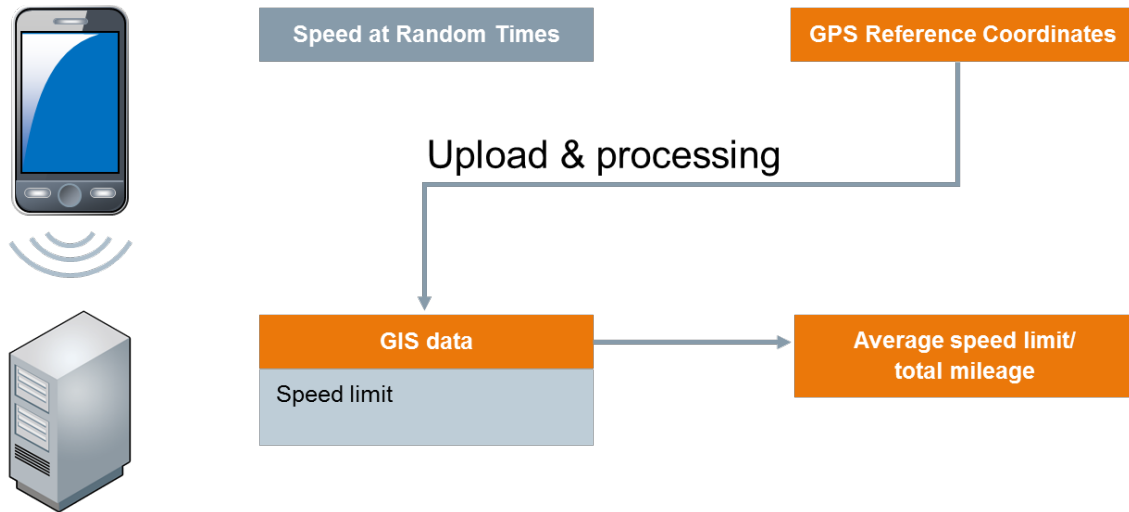 Speed at Random Times
GPS Reference Coordinates
Upload & processing
GIS data
Speed limit
Average speed limit/
total mileage